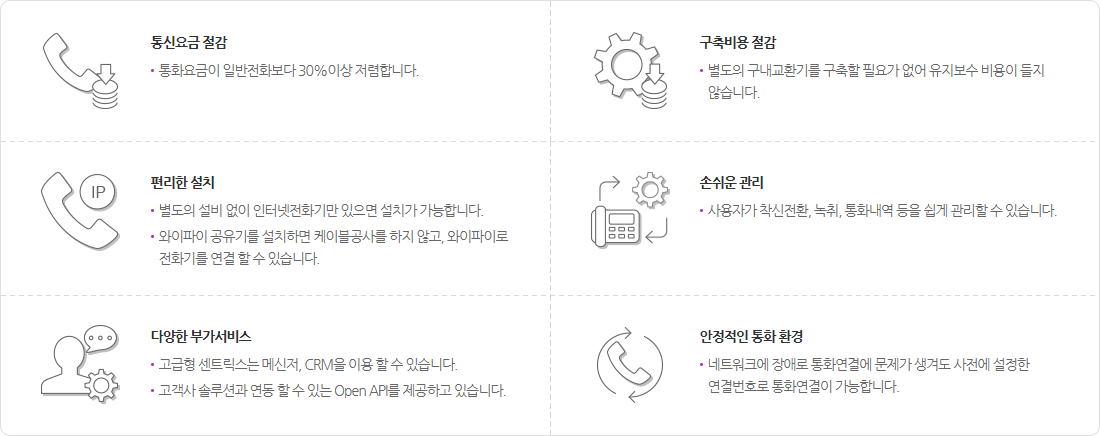 통신요금 절감
• 통화요금이 일반전화보다 30%이상 저렴합니다.
구축비용 절감
• 별도의 구내교환기를 구축할 필요가 없어 유지보수 비용이 들지
않습니다.
IP
편리한 설치
• 별도의 설비 없이 인터넷전화기만 있으면 설치가 가능합니다.
• 와이파이 공유기를 설치하면 케이블공사를 하지 않고, 와이파이로
전화기를 연결 할 수 있습니다.
손쉬운 관리
• 사용자가 착신전환, 녹취, 통화내역 등을 쉽게 관리할 수 있습니다.
다양한 부가서비스
• 고급형 센트릭스는 메신저, CRM을 이용 할 수 있습니다.
• 고객사 솔루션과 연동 할 수 있는 Open API를 제공하고 있습니다.
안정적인 통화 환경
• 네트워크에 장애로 통화연결에 문제가 생겨도 사전에 설정한
연결번호로 통화연결이 가능합니다.